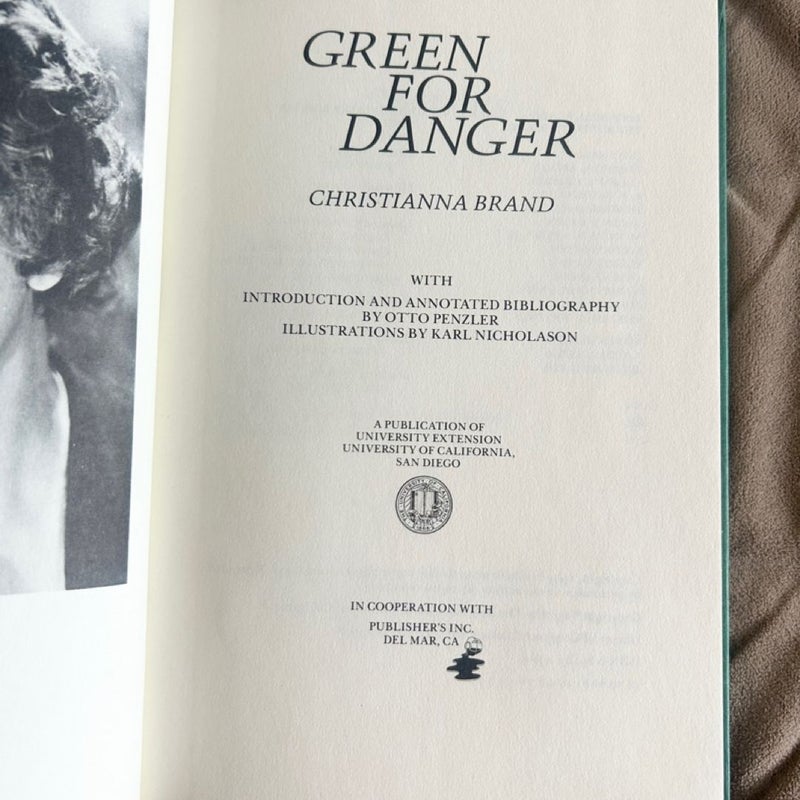 GREEN
FOR
DANGER
CHRISTIANNA BRAND
WITH
INTRODUCTION AND ANNOTATED BIBLIOGRAPHY
BY OTTO PENZLER
ILLUSTRATIONS BY KARL NICHOLASON
A PUBLICATION OF
UNIVERSITY EXTENSION
UNIVERSITY OF CALIFORNIA,
SAN DIEGO
IN COOPERATION WITH
PUBLISHER'S INC.
DEL MAR, CA